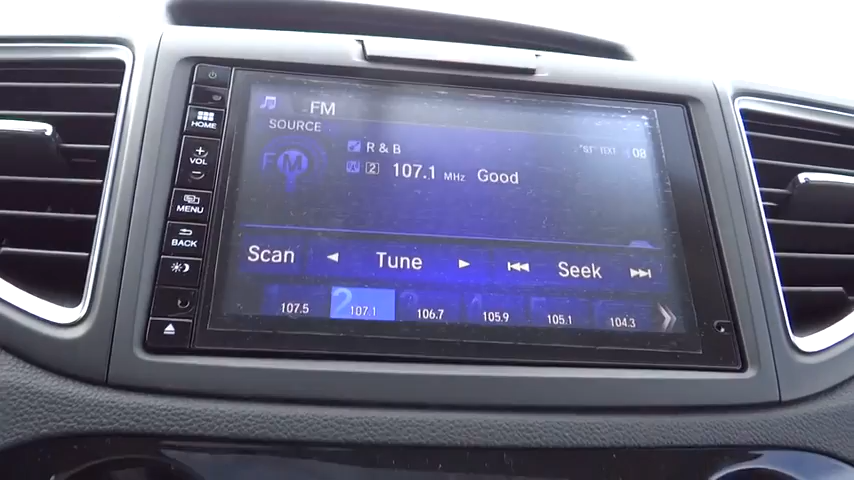 FM
SOURCE
HOME
VOL
MENU
BACK
FM
R & B
2 107.1 MHz Good
Scan Tune Seek
107.5 2 107.1 106.7 105.9 105.1 104.3